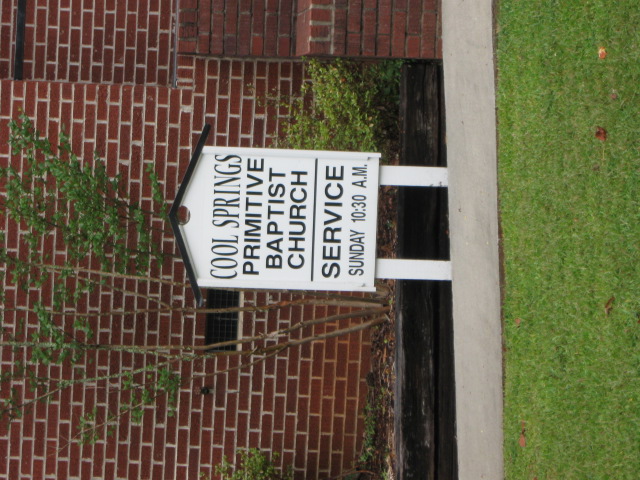 COOL SPRINGS
PRIMITIVE
BAPTIST
CHURCH
SERVICE
SUNDAY 10:30 A.M.